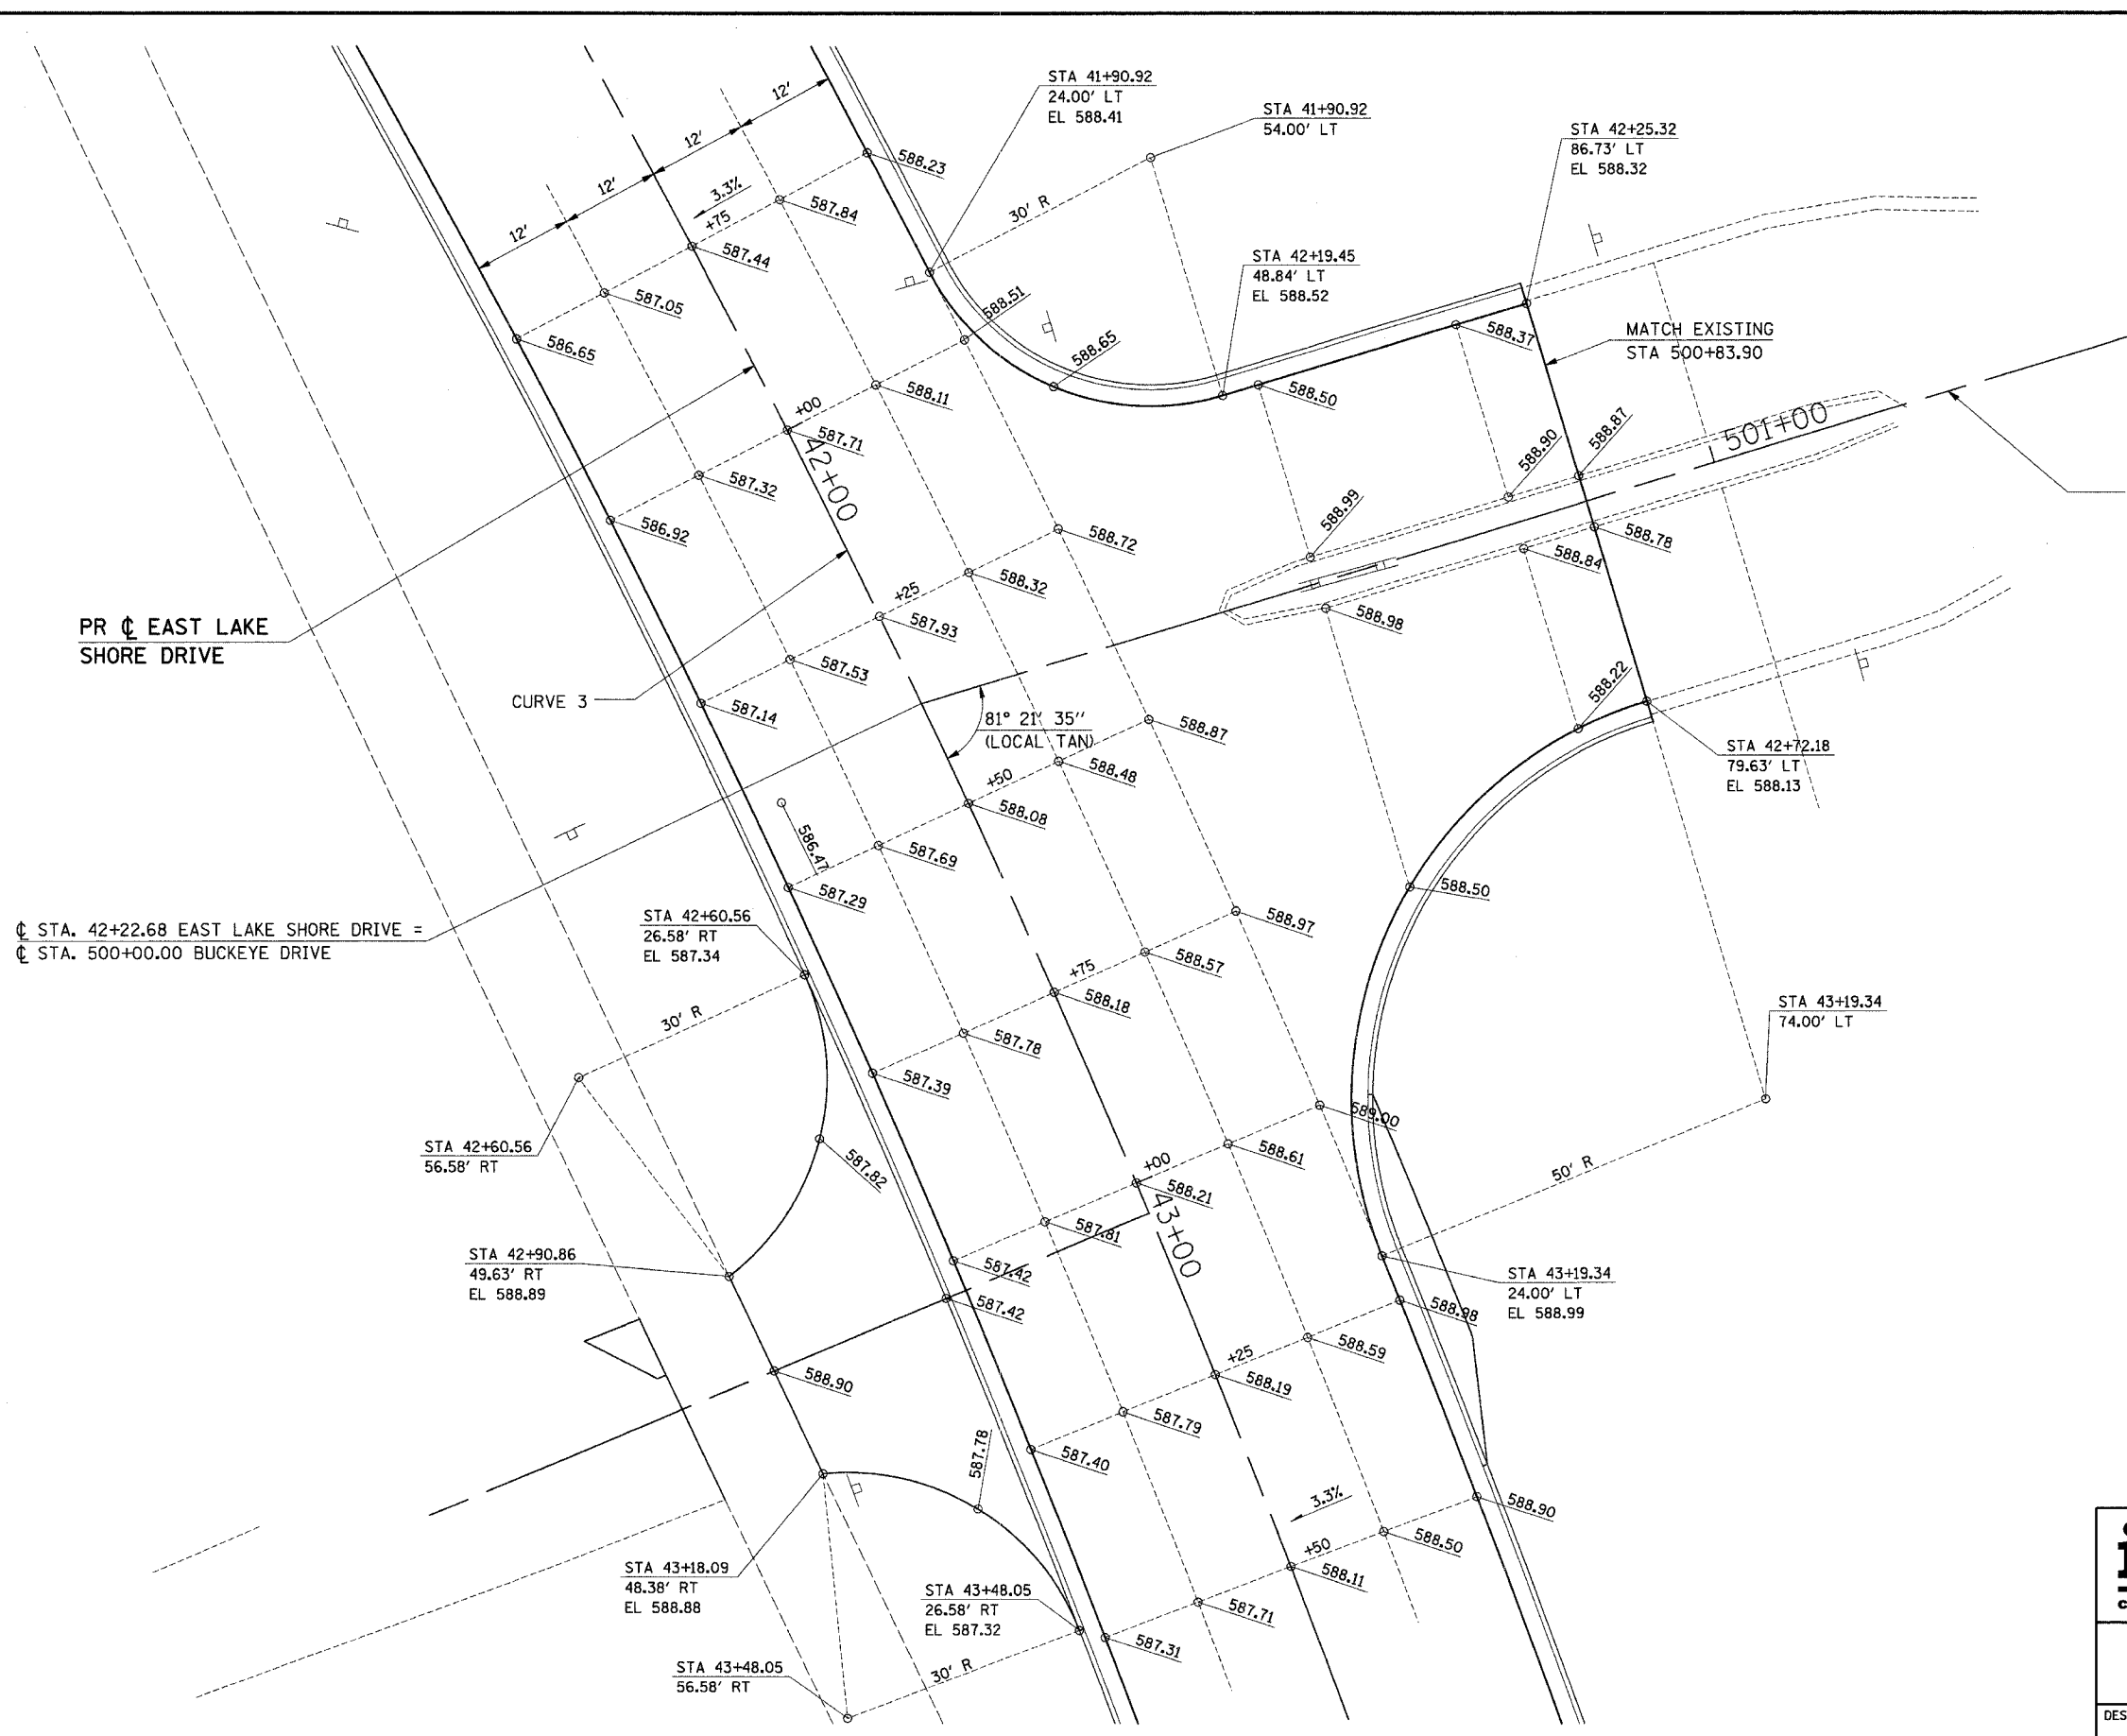 STA 41+90.92
24.00' LT
EL 588.41
STA 41+90.92
54.00' LT
STA 42+25.32
86.73' LT
EL 588.32
12'
12'
12'
12'
3.3%
+75
588.23
587.84
587.44
587.05
586.65
30' R
STA 42+19.45
48.84' LT
EL 588.52
MATCH EXISTING
STA 500+83.90
588.51
588.65
588.37
588.50
+00
588.11
587.71
587.32
586.92
42+00
588.90
588.87
501+00
588.99
588.78
588.84
588.98
588.72
588.32
+25
587.93
587.53
587.14
PR ℄ EAST LAKE
SHORE DRIVE
CURVE 3
81° 21' 35''
(LOCAL TAN)
588.22
STA 42+72.18
79.63' LT
EL 588.13
588.87
588.48
+50
588.08
587.69
587.29
586.47
588.50
℄ STA. 42+22.68 EAST LAKE SHORE DRIVE =
℄ STA. 500+00.00 BUCKEYE DRIVE
STA 42+60.56
26.58' RT
EL 587.34
588.97
588.57
+75
588.18
587.78
587.39
30' R
STA 43+19.34
74.00' LT
STA 42+60.56
56.58' RT
587.82
589.00
588.61
+00
588.21
587.81
587.42
43+00
50' R
STA 42+90.86
49.63' RT
EL 588.89
587.42
STA 43+19.34
24.00' LT
EL 588.99
588.98
588.59
+25
588.19
587.79
587.40
588.90
587.78
3.3%
588.90
588.50
+50
588.11
587.71
587.31
STA 43+18.09
48.38' RT
EL 588.88
STA 43+48.05
26.58' RT
EL 587.32
30' R
STA 43+48.05
56.58' RT